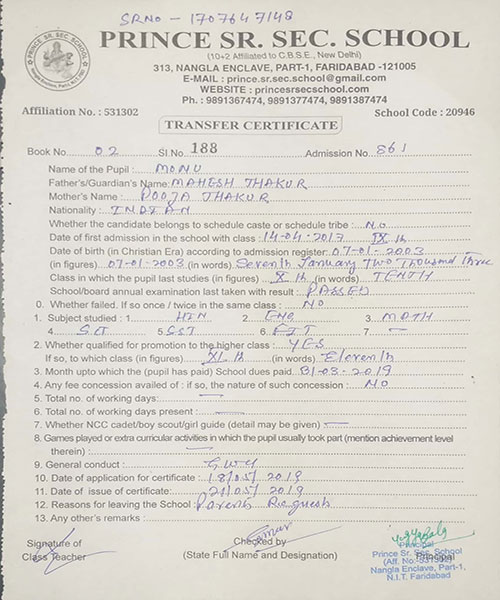 SRNO - 1707647148
PRINCE SR. SEC. SCHOOL
PRINCE SR. SEC. SCHOOL
(10+2 Affiliated to C.B.S.E., New Delhi)
313, NANGLA ENCLAVE, PART-1, FARIDABAD -121005
E-MAIL : prince.sr.sec.school@gmail.com
WEBSITE : princesrsecschool.com
Ph. : 9891367474, 9891377474, 9891387474
Affiliation No. : 531302 School Code : 20946
TRANSFER CERTIFICATE
Book No. 02 Sl.No. 188 Admission No. 861
Name of the Pupil : MONU
Father's/Guardian's Name : MAHESH THAKUR
Mother's Name : POOJA THAKUR
Nationality : INDIAN
Whether the candidate belongs to schedule caste or schedule tribe : NO
Date of first admission in the school with class : 14-04-2017 IX th
Date of birth (in Christian Era) according to admission register : 07-01-2003
(in figures) 07-01-2003 (in words) Seventh January Two Thousand Three
Class in which the pupil last studies (in figures) X th (in words) TENTH
School/board annual examination last taken with result : PASSED
0. Whether failed. If so once / twice in the same class : NO
1. Subject studied : 1. HIN 2. ENG 3. MATH
4. SCI 5. SST 6. FIT 7. —
2. Whether qualified for promotion to the higher class : YES
If so, to which class (in figures) XI th (in words) Eleventh
3. Month upto which the (pupil has paid) School dues paid. 31-03-2019
4. Any fee concession availed of : if so, the nature of such concession : NO
5. Total no. of working days: —
6. Total no. of working days present : —
7. Whether NCC cadet/boy scout/girl guide (detail may be given) —
8. Games played or extra curricular activities in which the pupil usually took part (mention achievement level
therein) : —
9. General conduct :
10. Date of application for certificate : 18/05/2019
11. Date of issue of certificate: 21/05/2019
12. Reasons for leaving the School : Parents Request
13. Any other's remarks :
Signature of Checked by Principal
Class Teacher (State Full Name and Designation) Principal
Prince Sr. Sec. School
(Aff. No.-531302)
Nangla Enclave, Part-1,
N.I.T. Faridabad